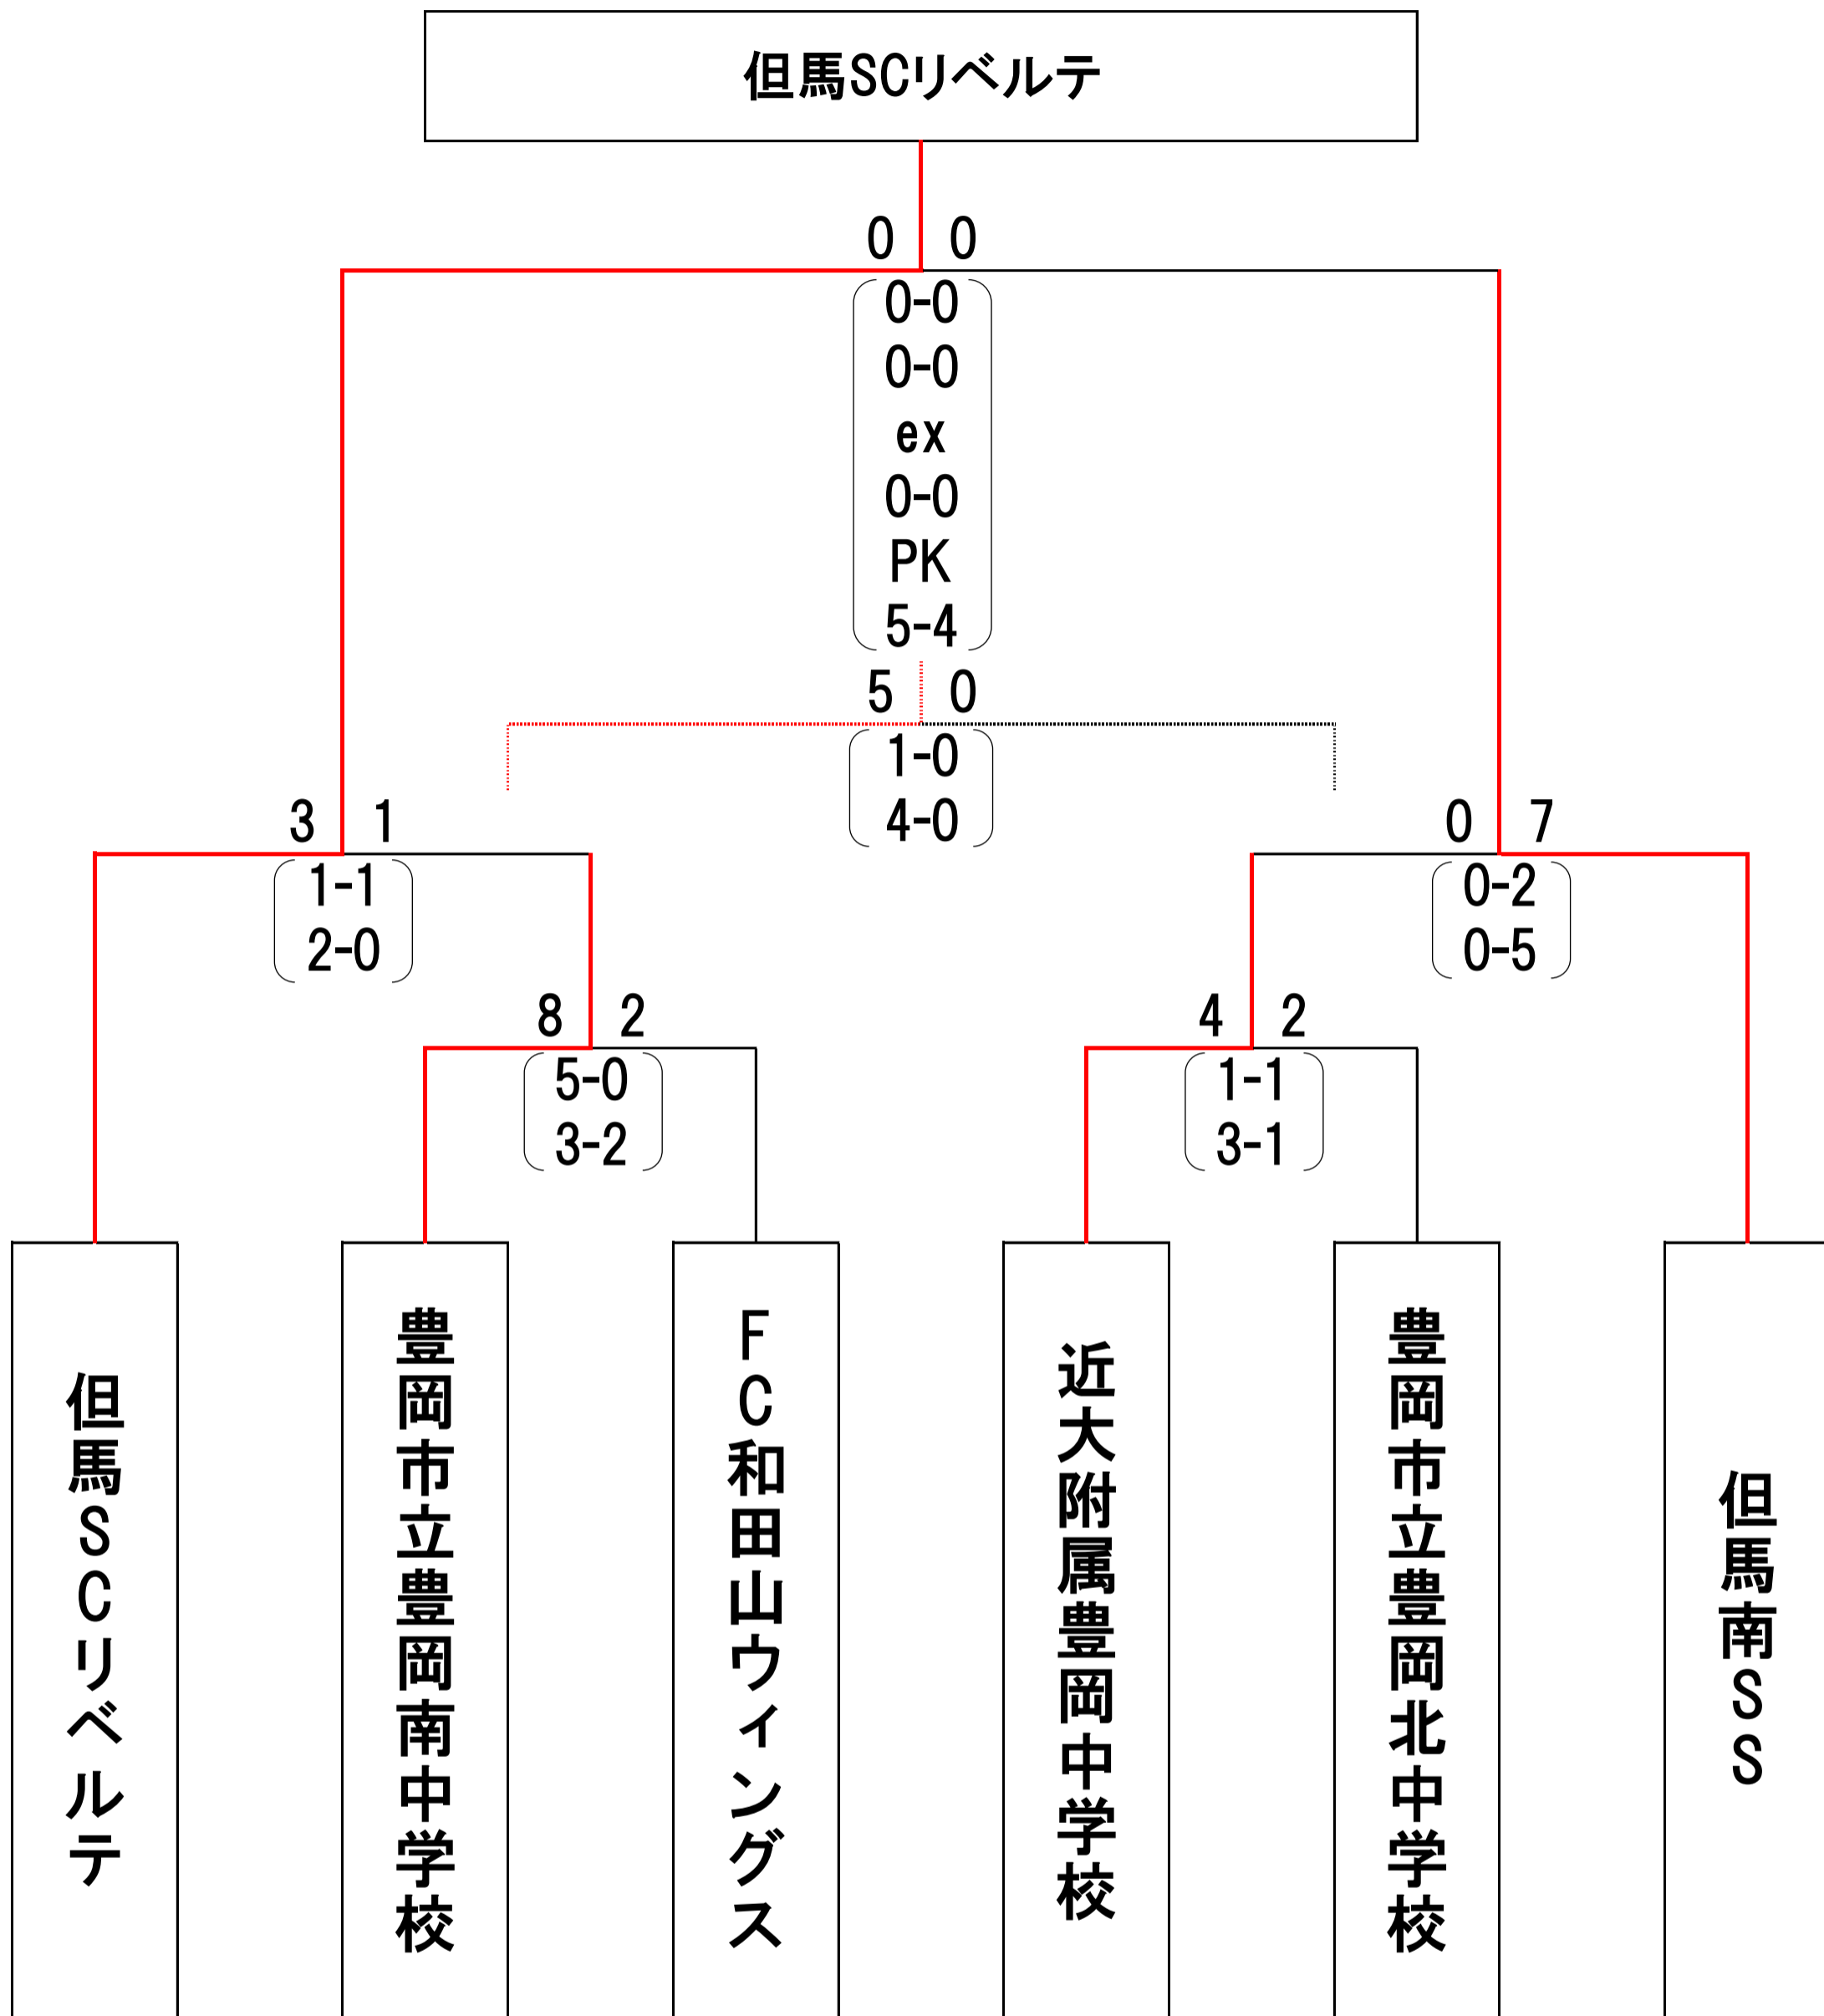 但馬SCリベルテ
0 0
0-0
0-0
ex
0-0
PK
5-4
5 0
1-0
4-0
3 1
1-1
2-0
0 7
0-2
0-5
8 2
5-0
3-2
4 2
1-1
3-1
但馬SCリベルテ
豊岡市立豊岡南中学校
FC和田山ウィングス
近大附属豊岡中学校
豊岡市立豊岡北中学校
但馬南SS